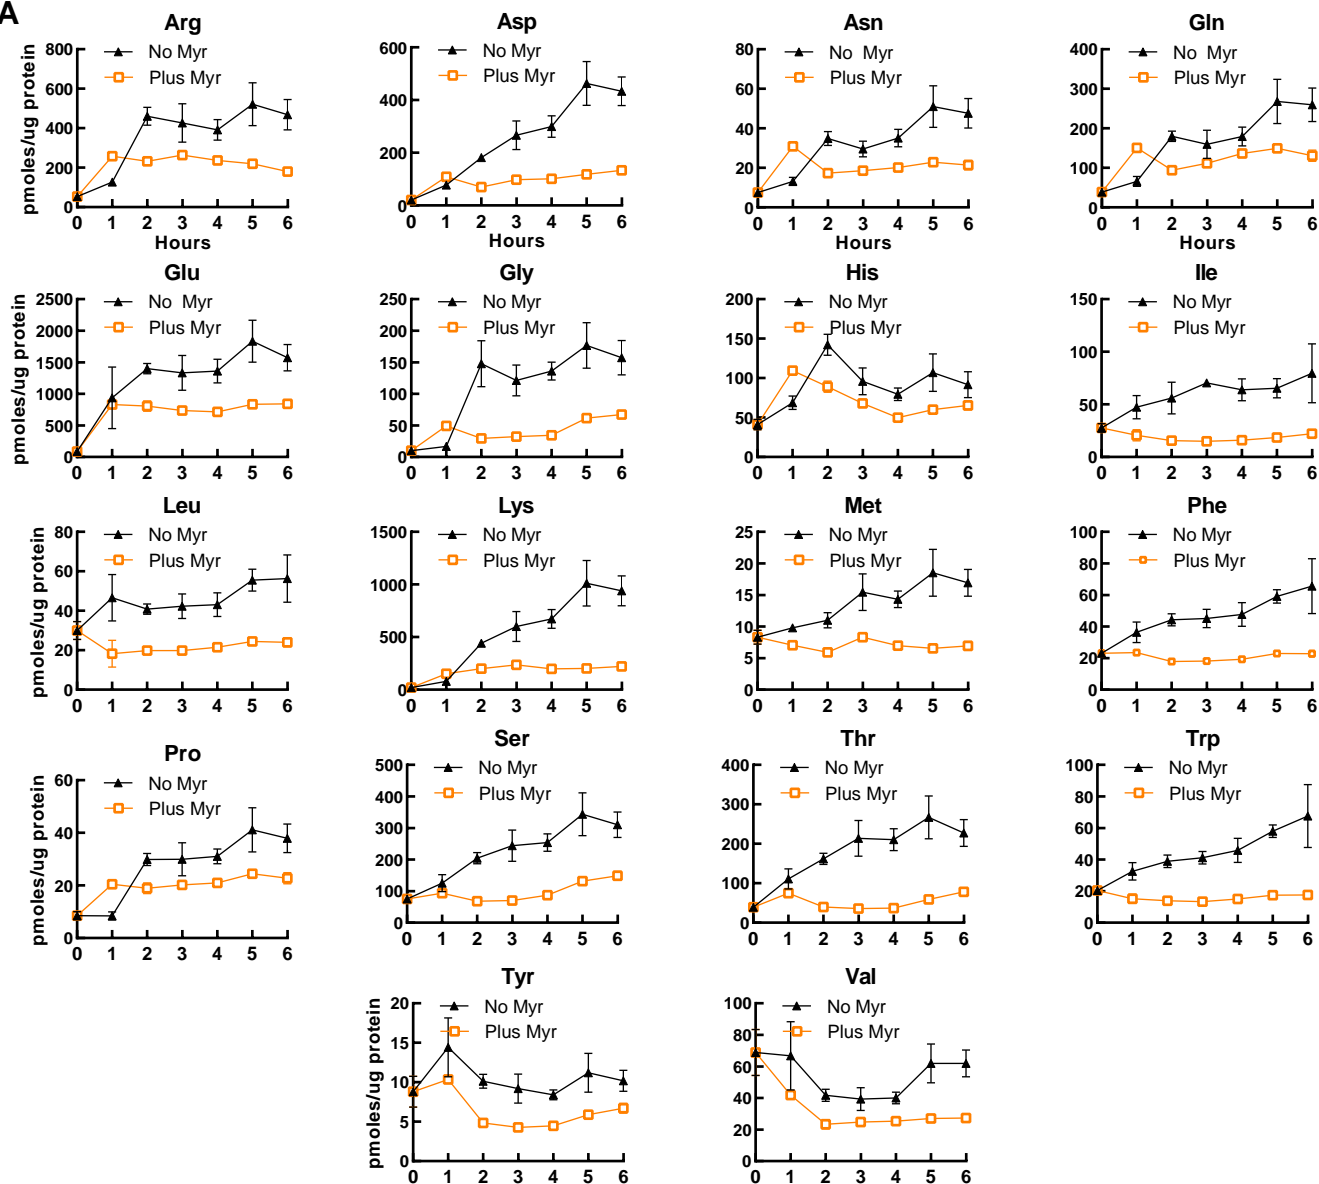 A
Arg
No Myr
Plus Myr
pmoles/ug protein
800
600
400
200
0
0 1 2 3 4 5 6
Hours
Asp
No Myr
Plus Myr
600
400
200
0
0 1 2 3 4 5 6
Hours
Asn
No Myr
Plus Myr
80
60
40
20
0
0 1 2 3 4 5 6
Hours
Gln
No Myr
Plus Myr
400
300
200
100
0
0 1 2 3 4 5 6
Hours
Glu
No Myr
Plus Myr
pmoles/ug protein
2500
2000
1500
1000
500
0
0 1 2 3 4 5 6
Gly
No Myr
Plus Myr
250
200
150
100
50
0
0 1 2 3 4 5 6
His
No Myr
Plus Myr
200
150
100
50
0
0 1 2 3 4 5 6
Ile
No Myr
Plus Myr
150
100
50
0
0 1 2 3 4 5 6
Leu
No Myr
Plus Myr
pmoles/ug protein
80
60
40
20
0
0 1 2 3 4 5 6
Lys
No Myr
Plus Myr
1500
1000
500
0
0 1 2 3 4 5 6
Met
No Myr
Plus Myr
25
20
15
10
5
0
0 1 2 3 4 5 6
Phe
No Myr
Plus Myr
100
80
60
40
20
0
0 1 2 3 4 5 6
Pro
No Myr
Plus Myr
pmoles/ug protein
60
40
20
0
0 1 2 3 4 5 6
Ser
No Myr
Plus Myr
500
400
300
200
100
0
0 1 2 3 4 5 6
Thr
No Myr
Plus Myr
400
300
200
100
0
0 1 2 3 4 5 6
Trp
No Myr
Plus Myr
100
80
60
40
20
0
0 1 2 3 4 5 6
Tyr
No Myr
Plus Myr
pmoles/ug protein
20
15
10
5
0
0 1 2 3 4 5 6
Val
No Myr
Plus Myr
100
80
60
40
20
0
0 1 2 3 4 5 6